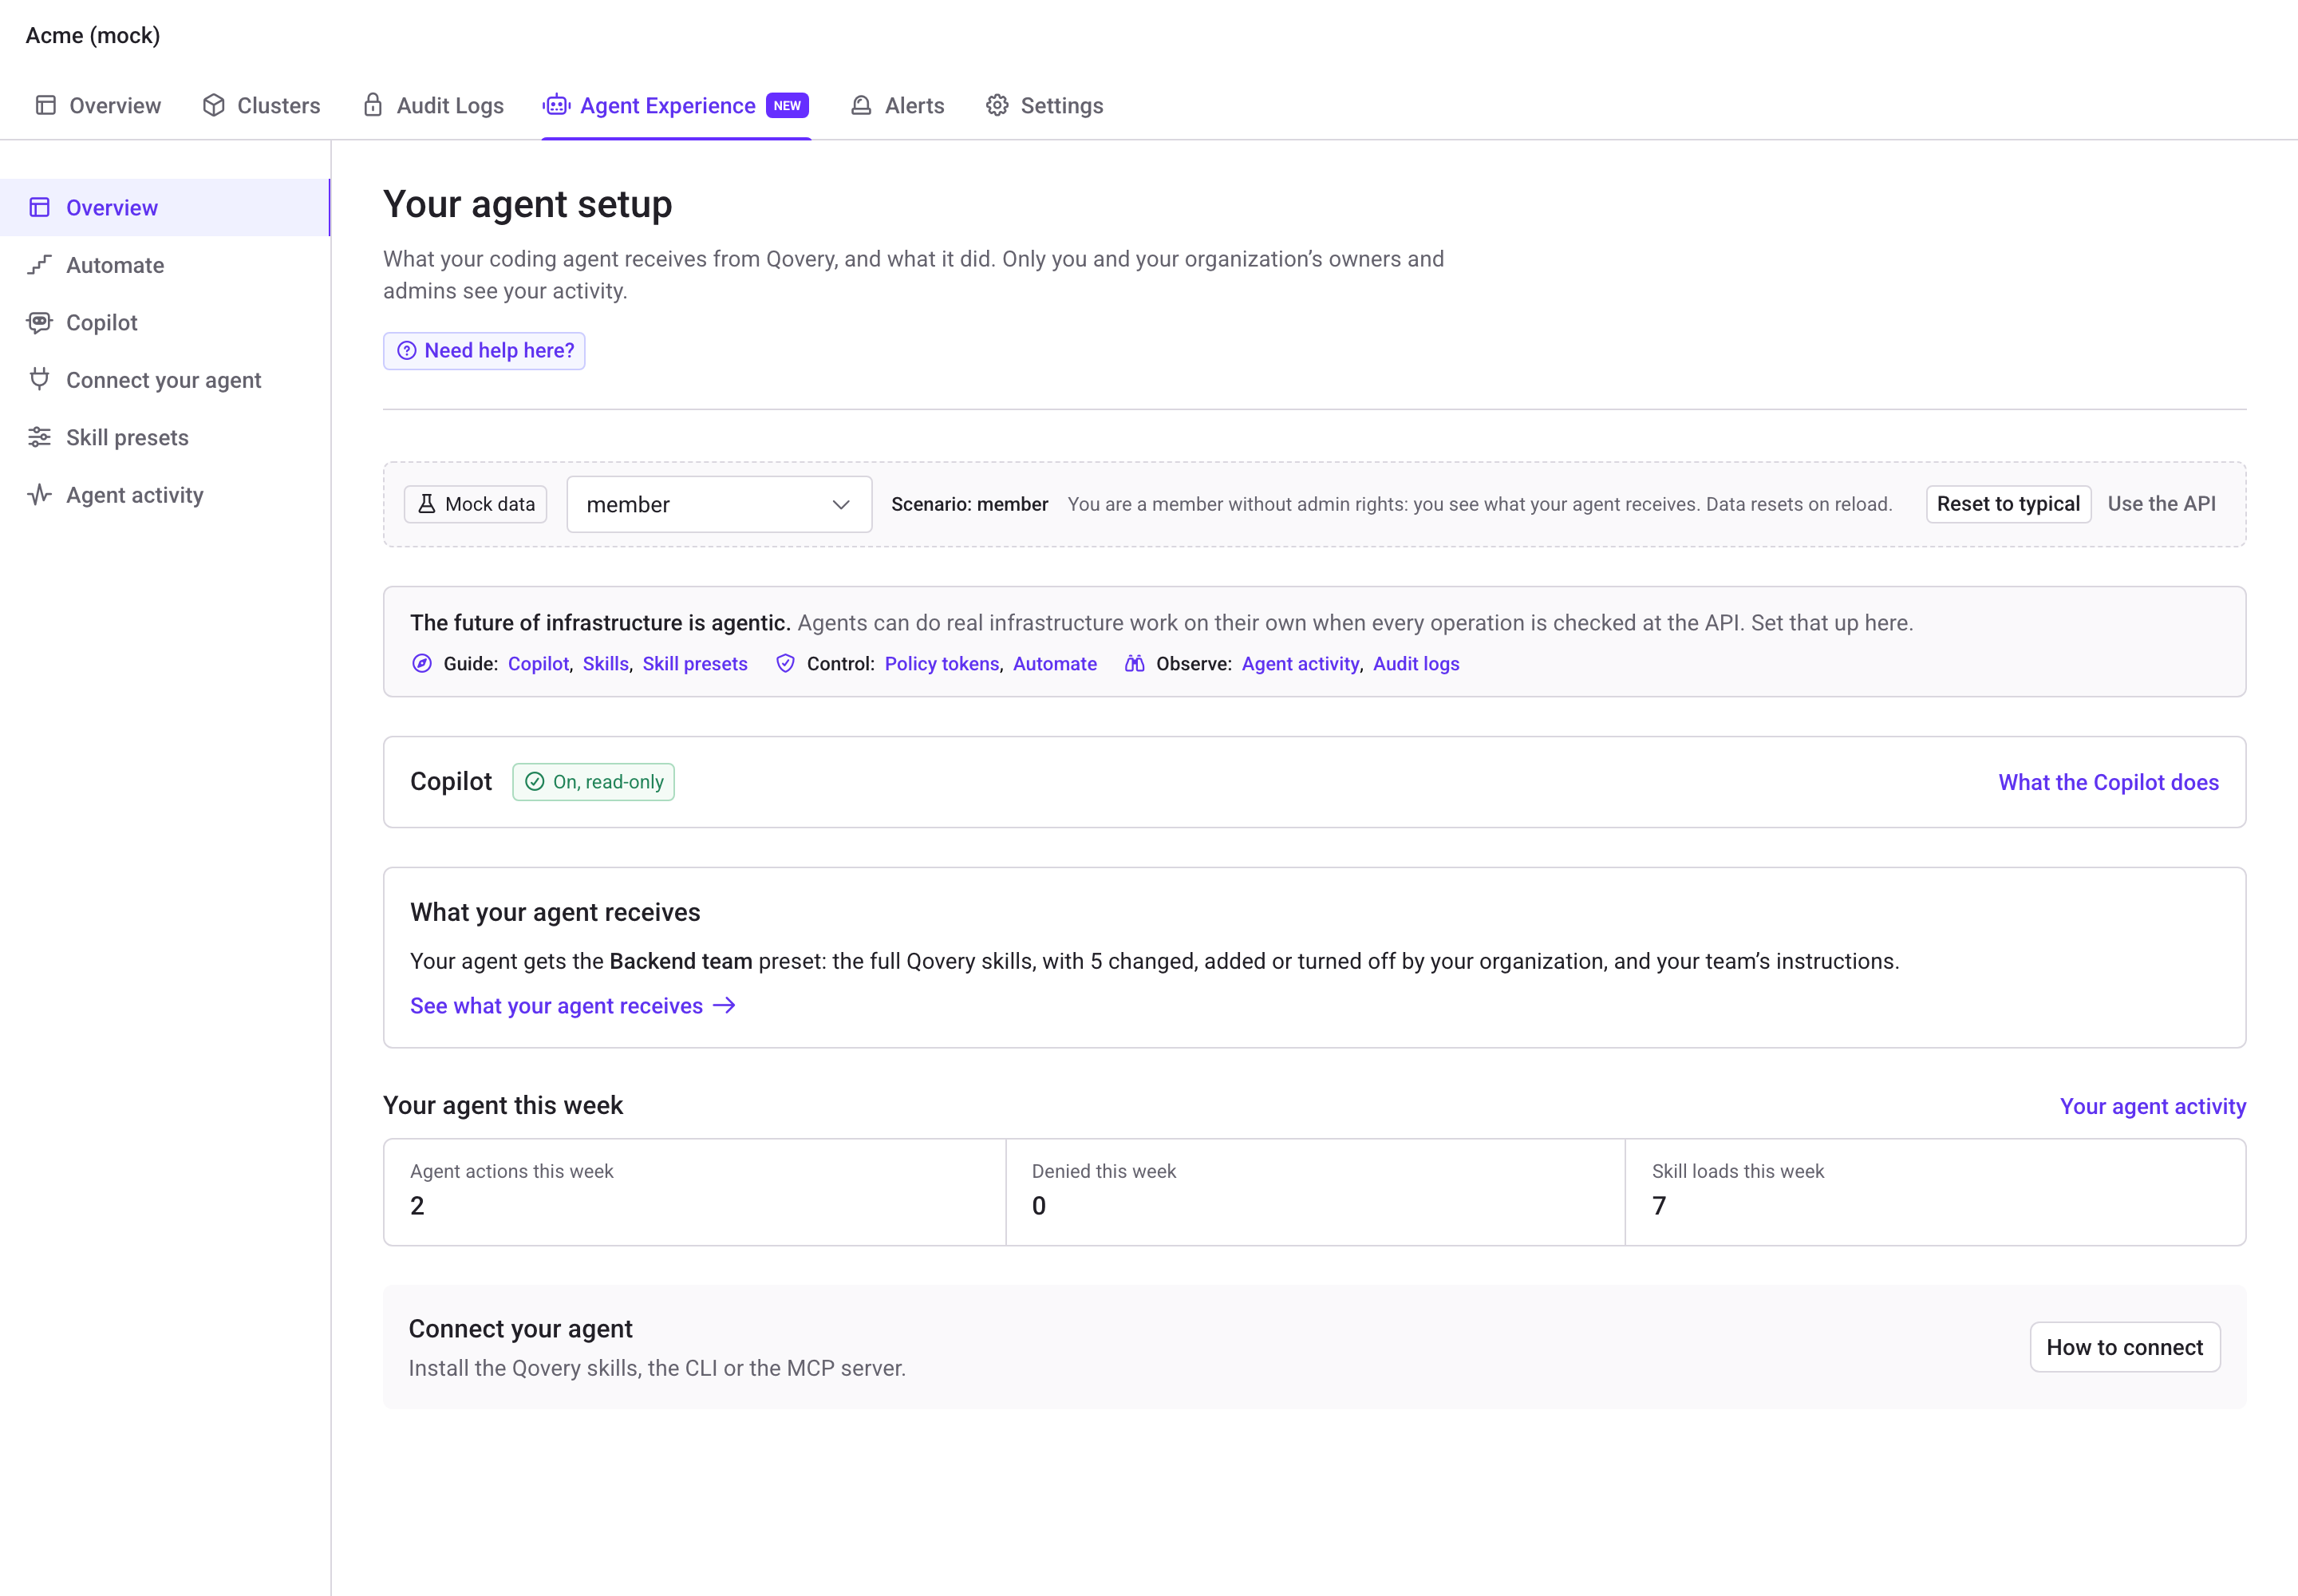 Acme (mock)
Overview
Clusters
Audit Logs
Agent Experience NEW
Alerts
Settings
Overview
Automate
Copilot
Connect your agent
Skill presets
Agent activity
Your agent setup
What your coding agent receives from Qovery, and what it did. Only you and your organization’s owners and
admins see your activity.
Need help here?
Mock data
member
Scenario: member You are a member without admin rights: you see what your agent receives. Data resets on reload.
Reset to typical
Use the API
The future of infrastructure is agentic. Agents can do real infrastructure work on their own when every operation is checked at the API. Set that up here.
Guide: Copilot, Skills, Skill presets Control: Policy tokens, Automate Observe: Agent activity, Audit logs
Copilot
On, read-only
What the Copilot does
What your agent receives
Your agent gets the Backend team preset: the full Qovery skills, with 5 changed, added or turned off by your organization, and your team’s instructions.
See what your agent receives
Your agent this week
Your agent activity
Agent actions this week
2
Denied this week
0
Skill loads this week
7
Connect your agent
Install the Qovery skills, the CLI or the MCP server.
How to connect